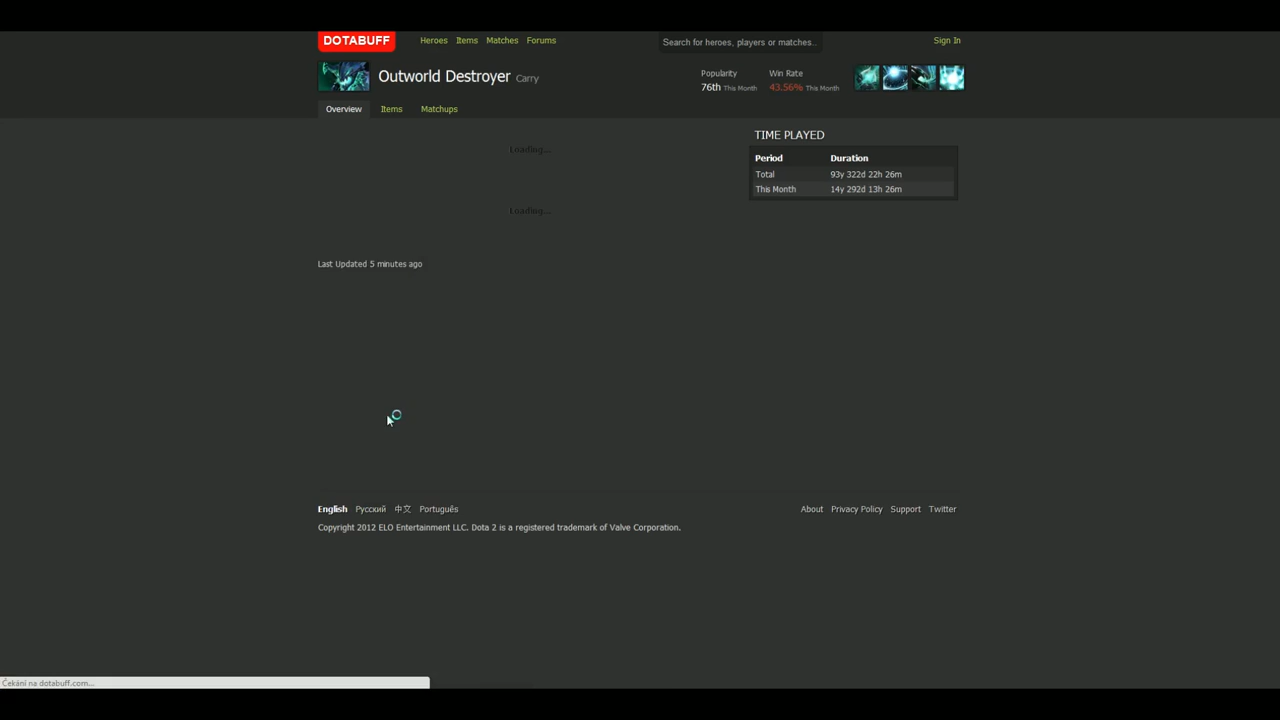 DOTABUFF Heroes Items Matches Forums Search for heroes, players or matches... Sign In
Outworld Destroyer Carry
Popularity Win Rate
76th This Month 43.56% This Month
Overview Items Matchups
Loading...
Loading...
TIME PLAYED
Period Duration
Total 93y 322d 22h 26m
This Month 14y 292d 13h 26m
Last Updated 5 minutes ago
English Русский 中文 Português
About Privacy Policy Support Twitter
Copyright 2012 ELO Entertainment LLC. Dota 2 is a registered trademark of Valve Corporation.
Čekání na dotabuff.com...